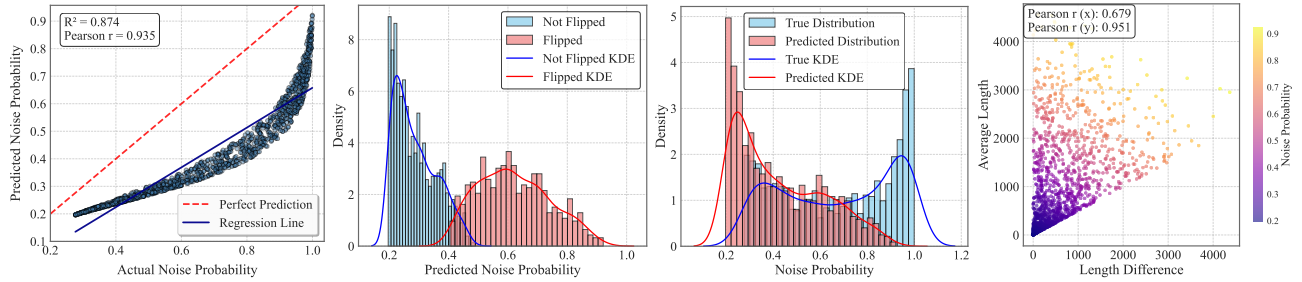 R² = 0.874
Pearson r = 0.935
Predicted Noise Probability
0.9
0.8
0.7
0.6
0.5
0.4
0.3
0.2
0.1
Perfect Prediction
Regression Line
0.2 0.4 0.6 0.8 1.0
Actual Noise Probability
Not Flipped
Flipped
Not Flipped KDE
Flipped KDE
Density
8
6
4
2
0
0.2 0.4 0.6 0.8 1.0
Predicted Noise Probability
True Distribution
Predicted Distribution
True KDE
Predicted KDE
Density
5
4
3
2
1
0
0.2 0.4 0.6 0.8 1.0 1.2
Noise Probability
Pearson r (x): 0.679
Pearson r (y): 0.951
Average Length
4000
3000
2000
1000
0
0 1000 2000 3000 4000
Length Difference
0.9
0.8
0.7
0.6
0.5
0.4
0.3
0.2
Noise Probability